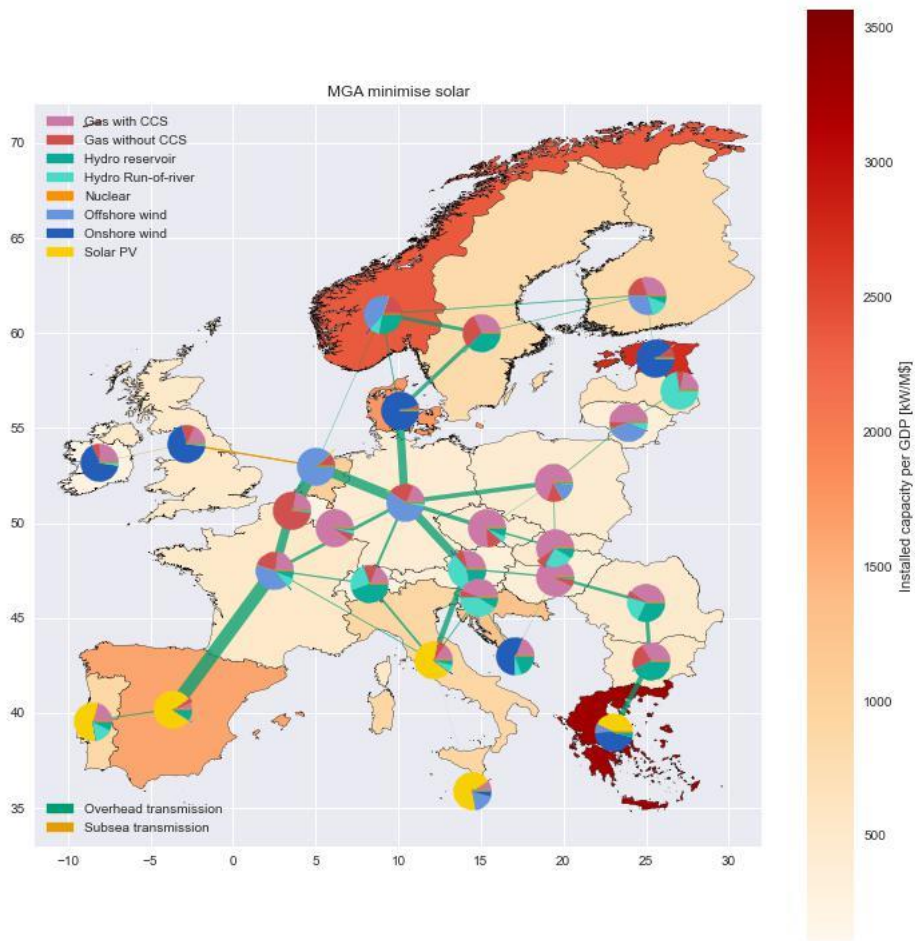 MGA minimise solar
Gas with CCS
Gas without CCS
Hydro reservoir
Hydro Run-of-river
Nuclear
Offshore wind
Onshore wind
Solar PV
Overhead transmission
Subsea transmission
70
65
60
55
50
45
40
35
−10
−5
0
5
10
15
20
25
30
3500
3000
2500
2000
1500
1000
500
Installed capacity per GDP [kW/M$]